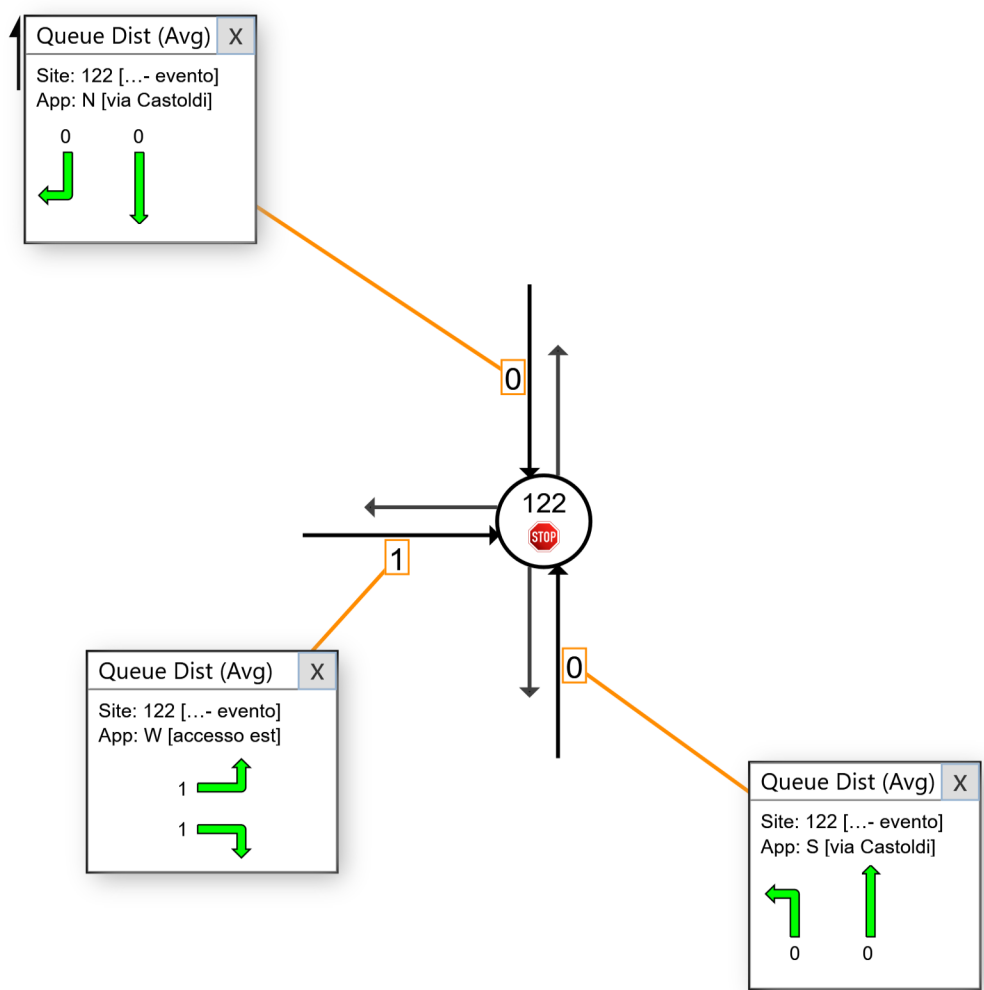 Queue Dist (Avg) X
Site: 122 [...- evento]
App: N [via Castoldi]
0 0
0
122
STOP
1
0
Queue Dist (Avg) X
Site: 122 [...- evento]
App: W [accesso est]
1
1
Queue Dist (Avg) X
Site: 122 [...- evento]
App: S [via Castoldi]
0 0